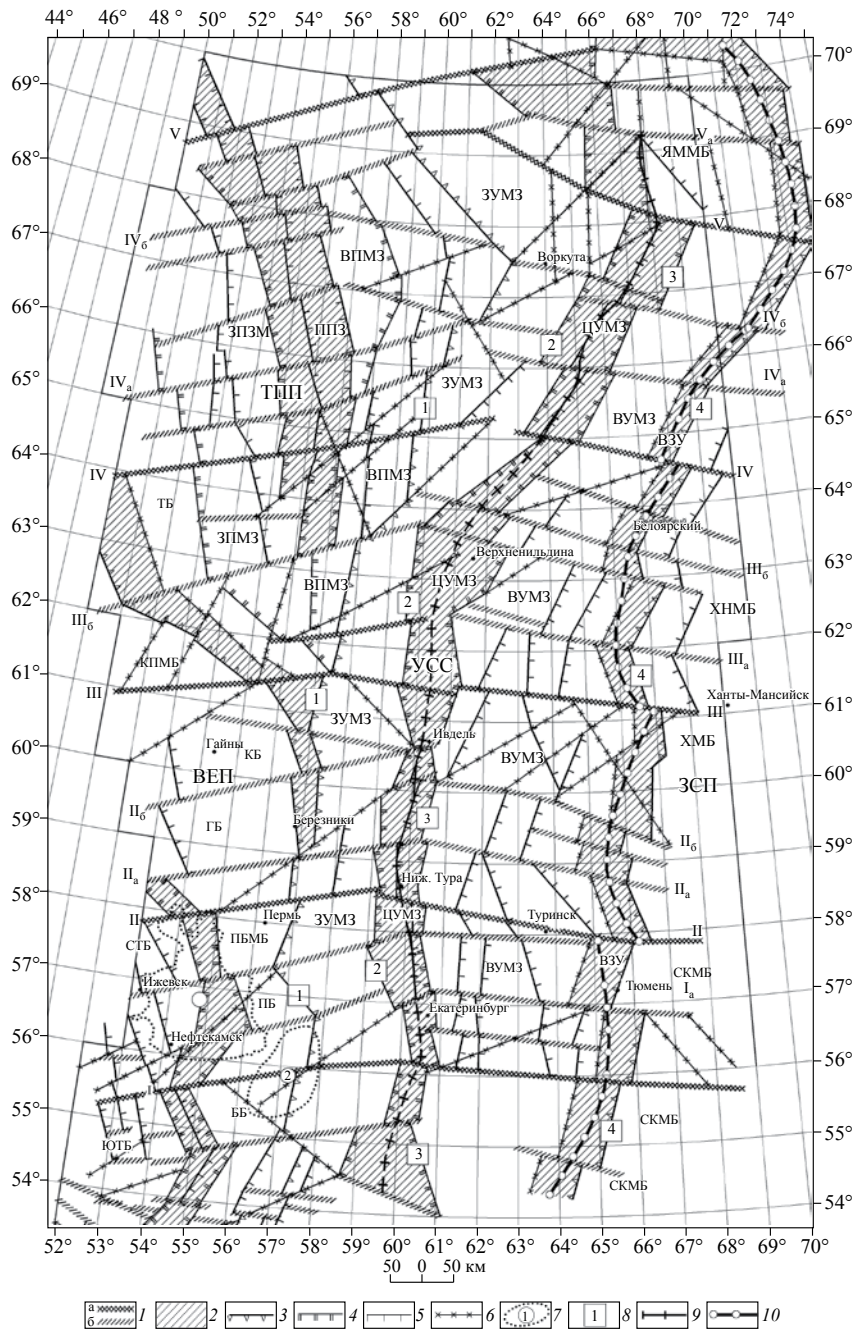 44° 46° 48° 50° 52° 54° 56° 58° 60° 62° 64° 66° 68° 70° 72° 74°
70°
69°
69°
V
Vа
ЯММБ
68°
ЗУМЗ
68°
67°
V
IVб
ВПМЗ
Воркута
67°
3
66°
ЗПЗМ
ППЗ
2
ЦУМЗ
IVб
66°
65°
IVа
ТПП
ЗУМЗ
1
IVа
4
ВУМЗ
65°
ВЗУ
64°
IV
ВПМЗ
IV
ТБ
64°
Белоярский
63°
ЗПМЗ
Верхненильдина
63°
ВПМЗ
ЦУМЗ
ВУМЗ
IIIб
62°
IIIб
2
ХНМБ
62°
КПМБ
УСС
IIIа
61°
III
1
4
Ханты-Мансийск
III
61°
ЗУМЗ
Ивдель
60°
Гайны
КБ
ВУМЗ
ХМБ
ВЕП
ЗСП
60°
IIб
59°
ГБ
Березники
3
IIб
59°
IIа
Ниж. Тура
IIа
58°
II
Пермь
ЗУМЗ
ЦУМЗ
Туринск
II
58°
СТБ
ПБМБ
57°
Ижевск
ПБ
1
2
ВУМЗ
ВЗУ
Тюмень
СКМБ
Iа
57°
Екатеринбург
56°
Нефтекамск
2
56°
55°
ББ
4
СКМБ
ЮТБ
3
55°
54°
СКМБ
54°
52° 53° 54° 55° 56° 57° 58° 59° 60° 61° 62° 63° 64° 65° 66° 67° 68° 69° 70°
50 0 50 км
а
б
1 2 3 4 5 6 1 7 1 8 9 10